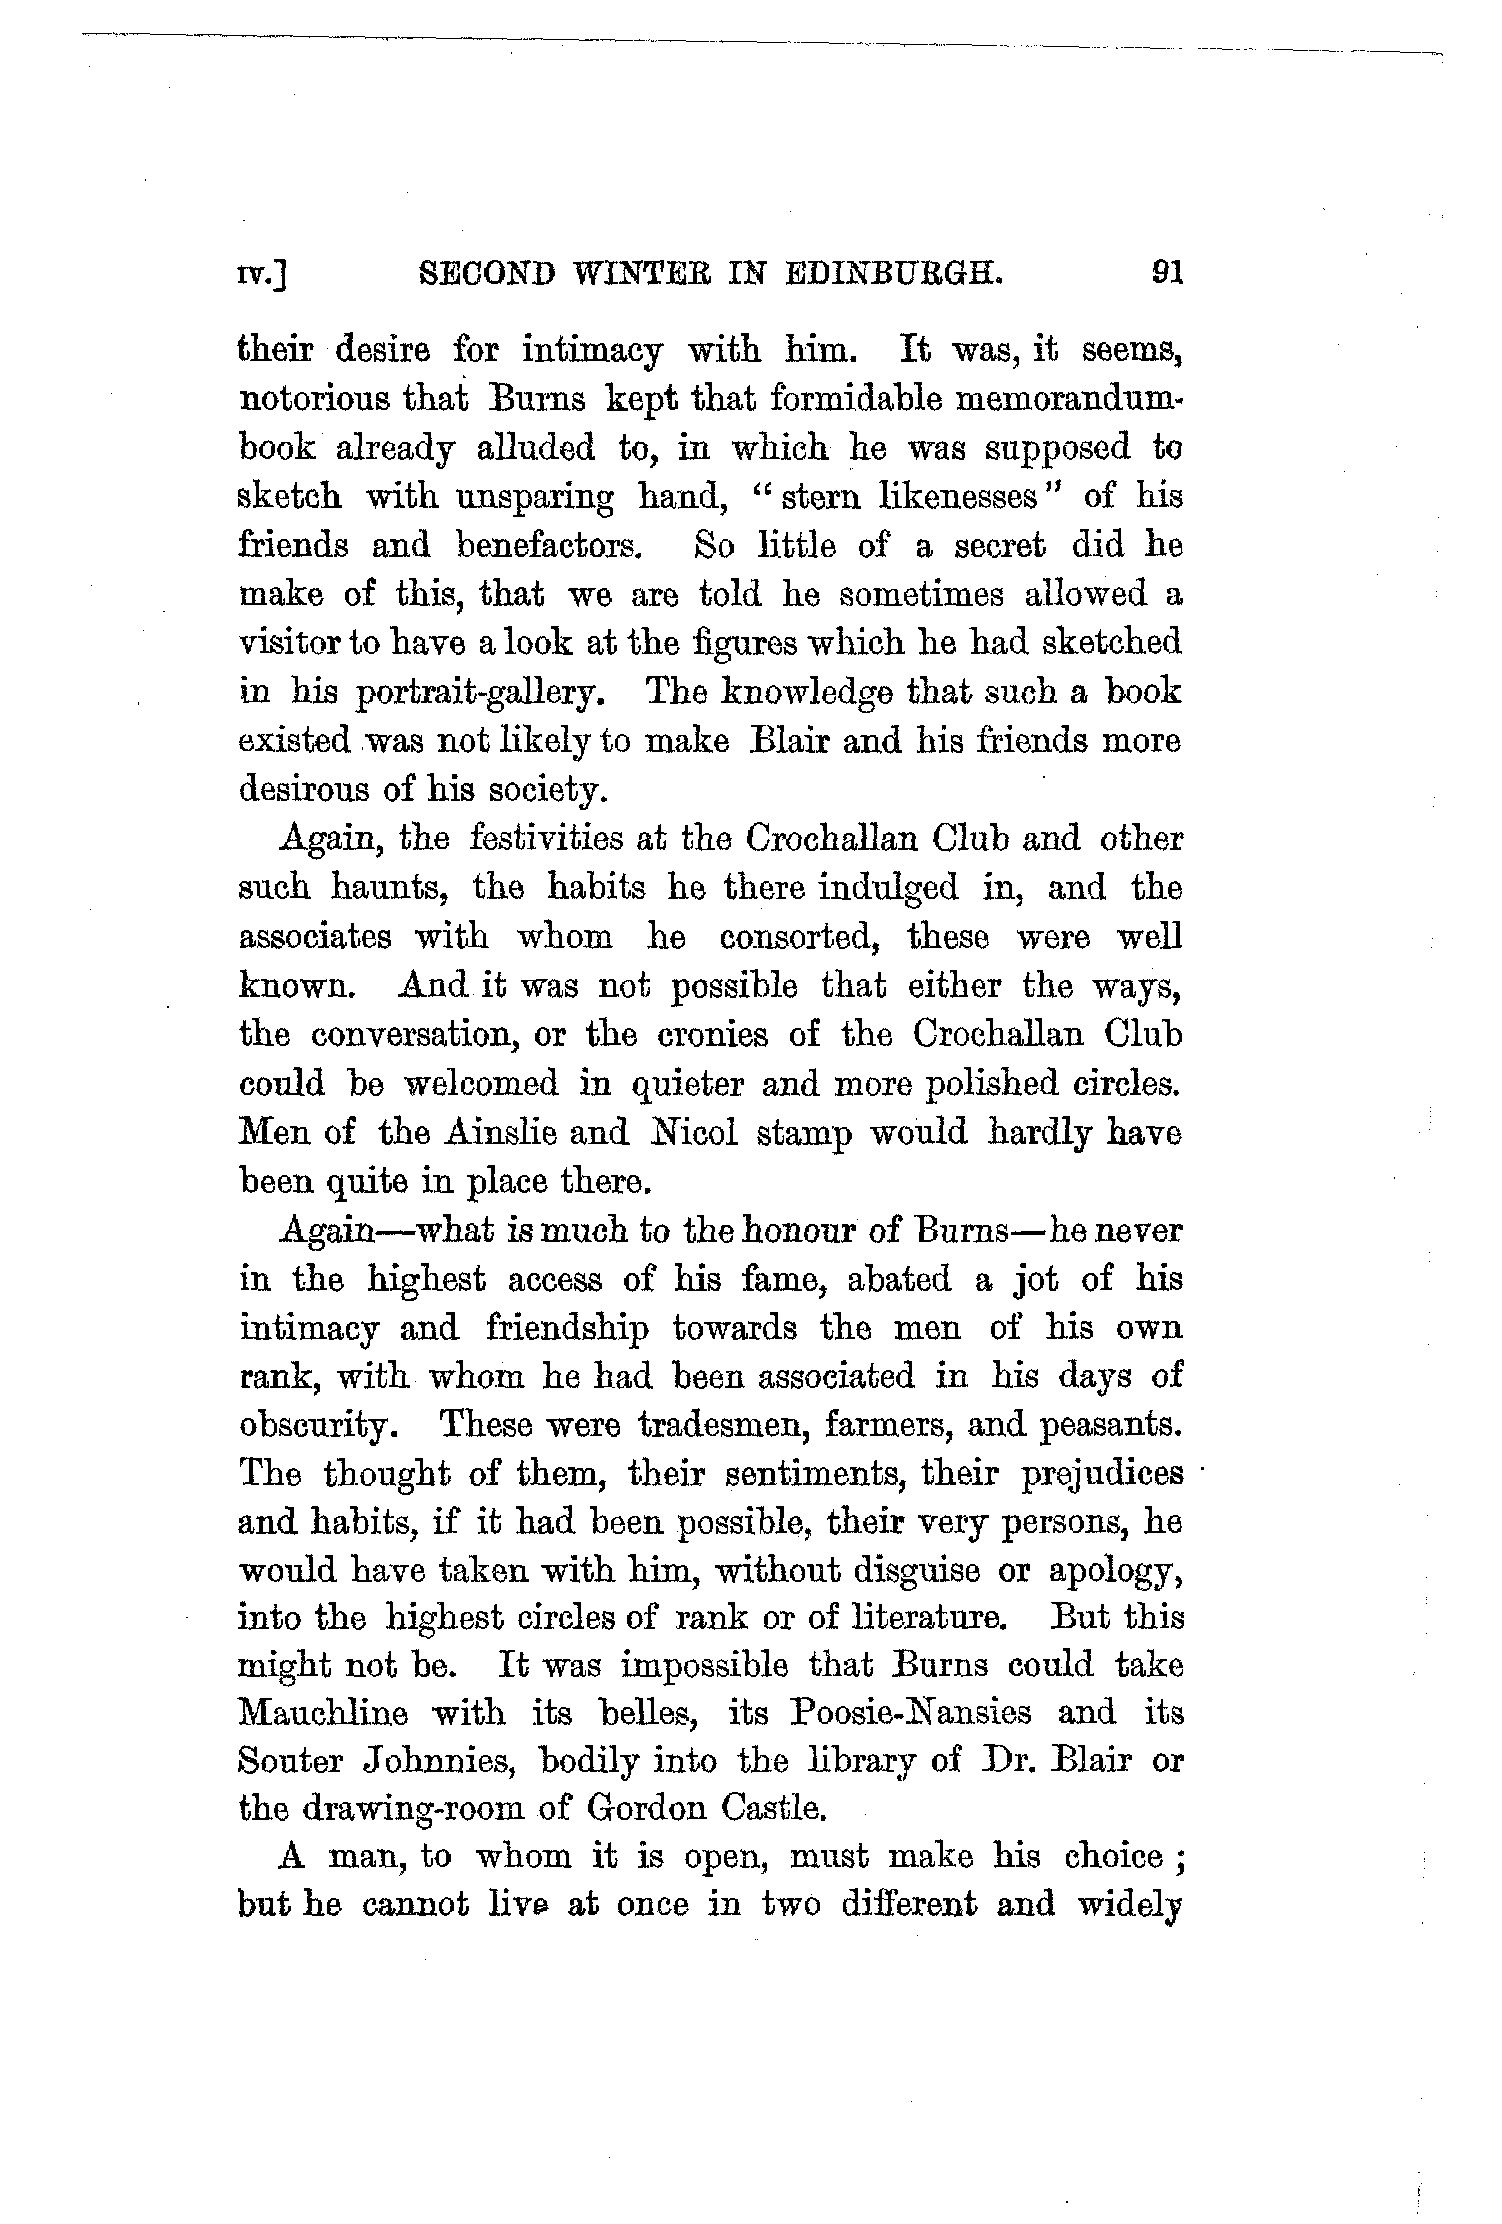 IV.] SECOND WINTER IN EDINBURGH. 91
their desire for intimacy with him. It was, it seems,
notorious that Burns kept that formidable memorandum-
book already alluded to, in which he was supposed to
sketch with unsparing hand, "stern likenesses" of his
friends and benefactors. So little of a secret did he
make of this, that we are told he sometimes allowed a
visitor to have a look at the figures which he had sketched
in his portrait-gallery. The knowledge that such a book
existed was not likely to make Blair and his friends more
desirous of his society.
Again, the festivities at the Crochallan Club and other
such haunts, the habits he there indulged in, and the
associates with whom he consorted, these were well
known. And it was not possible that either the ways,
the conversation, or the cronies of the Crochallan Club
could be welcomed in quieter and more polished circles.
Men of the Ainslie and Nicol stamp would hardly have
been quite in place there.
Again—what is much to the honour of Burns—he never
in the highest access of his fame, abated a jot of his
intimacy and friendship towards the men of his own
rank, with whom he had been associated in his days of
obscurity. These were tradesmen, farmers, and peasants.
The thought of them, their sentiments, their prejudices
and habits, if it had been possible, their very persons, he
would have taken with him, without disguise or apology,
into the highest circles of rank or of literature. But this
might not be. It was impossible that Burns could take
Mauchline with its belles, its Poosie-Nansies and its
Souter Johnnies, bodily into the library of Dr. Blair or
the drawing-room of Gordon Castle.
A man, to whom it is open, must make his choice ;
but he cannot live at once in two different and widely